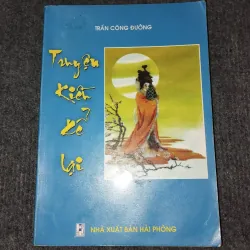 TRẦN CÔNG ĐƯỜNG
Truyện
Kiều
kể
lại
NHÀ XUẤT BẢN HẢI PHÒNG